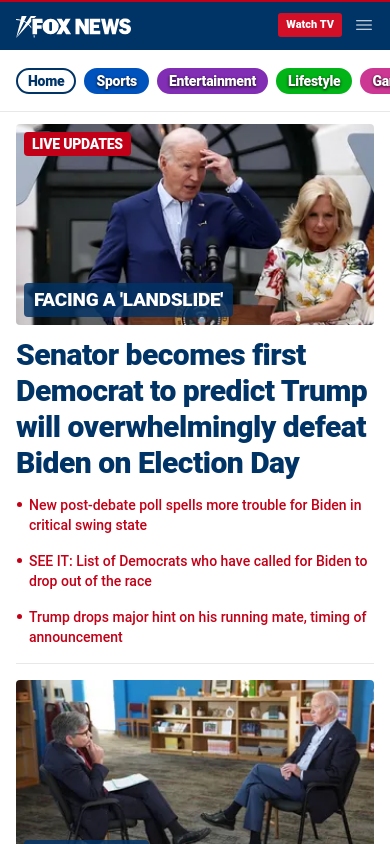 FOX NEWS
Watch TV
Home
Sports
Entertainment
Lifestyle
LIVE UPDATES
FACING A 'LANDSLIDE'
Senator becomes first
Democrat to predict Trump
will overwhelmingly defeat
Biden on Election Day
New post-debate poll spells more trouble for Biden in
critical swing state
SEE IT: List of Democrats who have called for Biden to
drop out of the race
Trump drops major hint on his running mate, timing of
announcement